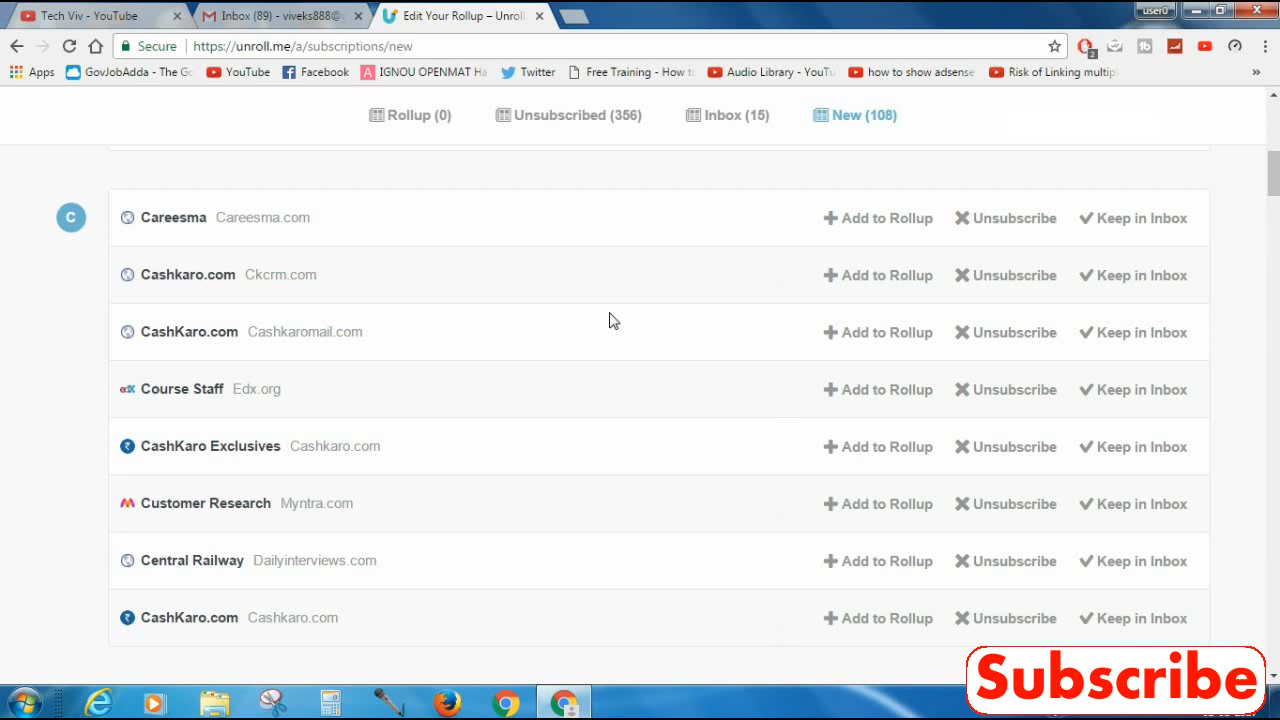 Tech Viv - YouTube
Inbox (89) - viveks888@
Edit Your Rollup – Unroll
user0
Secure
https://unroll.me/a/subscriptions/new
2
Apps
GovJobAdda - The Go
YouTube
Facebook
IGNOU OPENMAT Ha
Twitter
Free Training - How to
Audio Library - YouTu
how to show adsense
Risk of Linking multip
»
Rollup (0)
Unsubscribed (356)
Inbox (15)
New (108)
C
Careesma Careesma.com + Add to Rollup Unsubscribe Keep in Inbox
Cashkaro.com Ckcrm.com + Add to Rollup Unsubscribe Keep in Inbox
CashKaro.com Cashkaromail.com + Add to Rollup Unsubscribe Keep in Inbox
Course Staff Edx.org + Add to Rollup Unsubscribe Keep in Inbox
CashKaro Exclusives Cashkaro.com + Add to Rollup Unsubscribe Keep in Inbox
Customer Research Myntra.com + Add to Rollup Unsubscribe Keep in Inbox
Central Railway Dailyinterviews.com + Add to Rollup Unsubscribe Keep in Inbox
CashKaro.com Cashkaro.com + Add to Rollup Unsubscribe Keep in Inbox
Subscribe